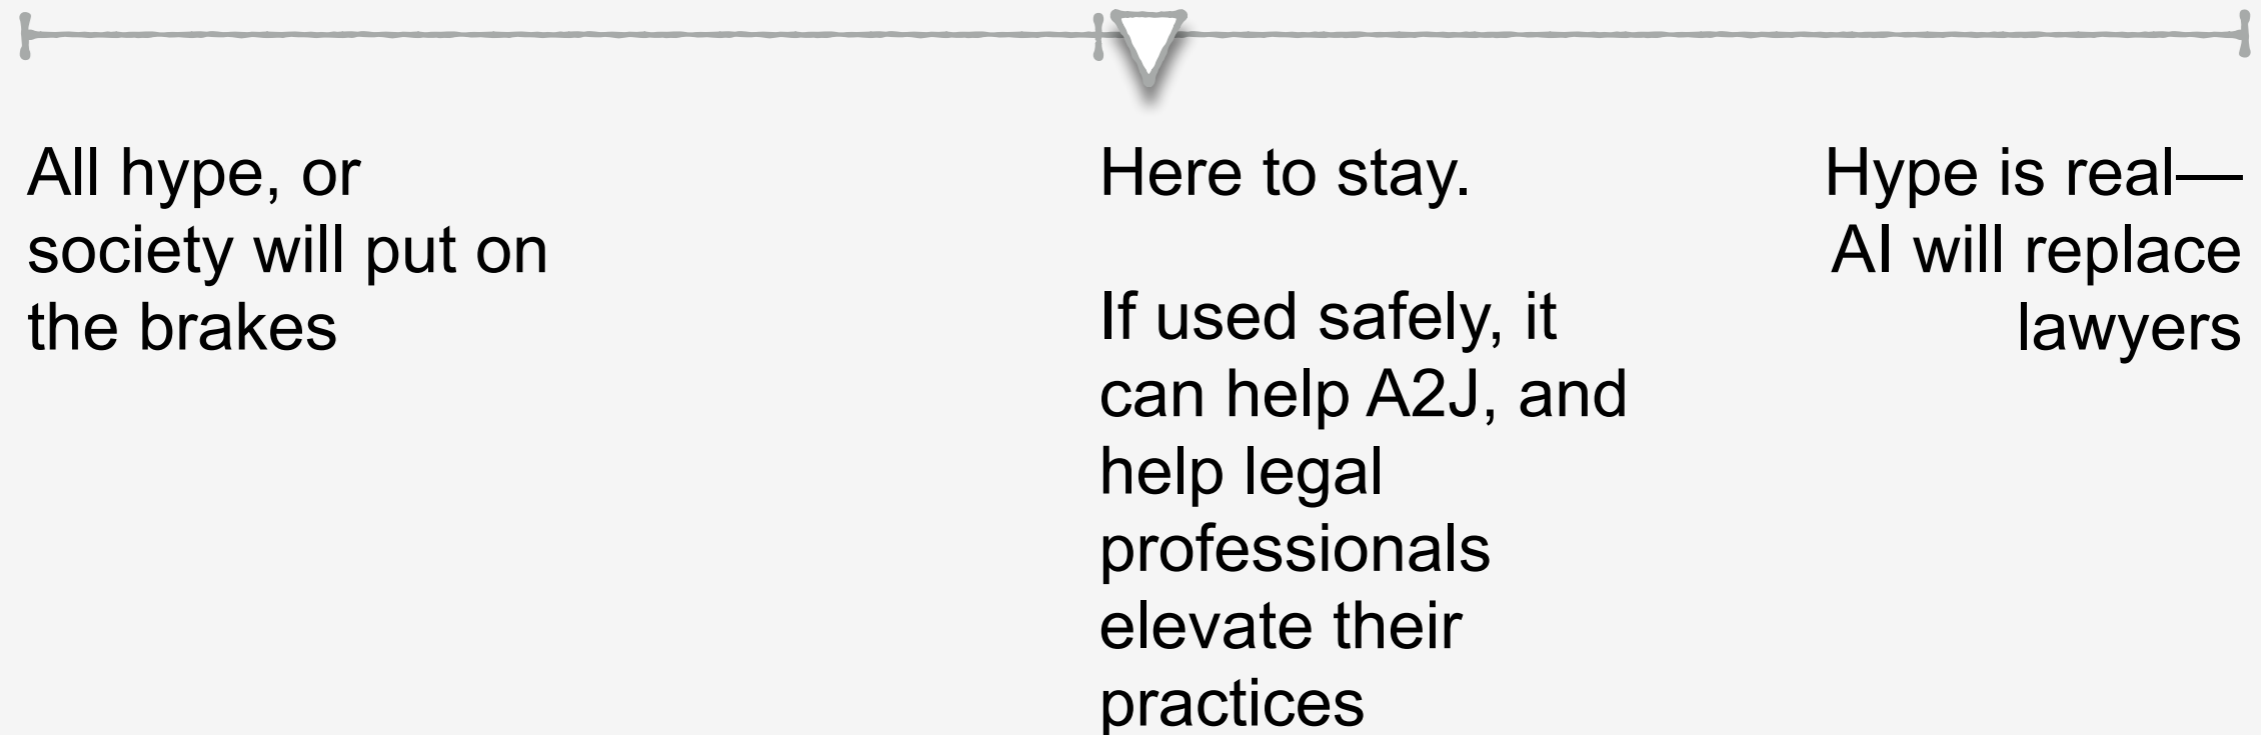 All hype, or
society will put on
the brakes
Here to stay.
If used safely, it
can help A2J, and
help legal
professionals
elevate their
practices
Hype is real—
AI will replace
lawyers